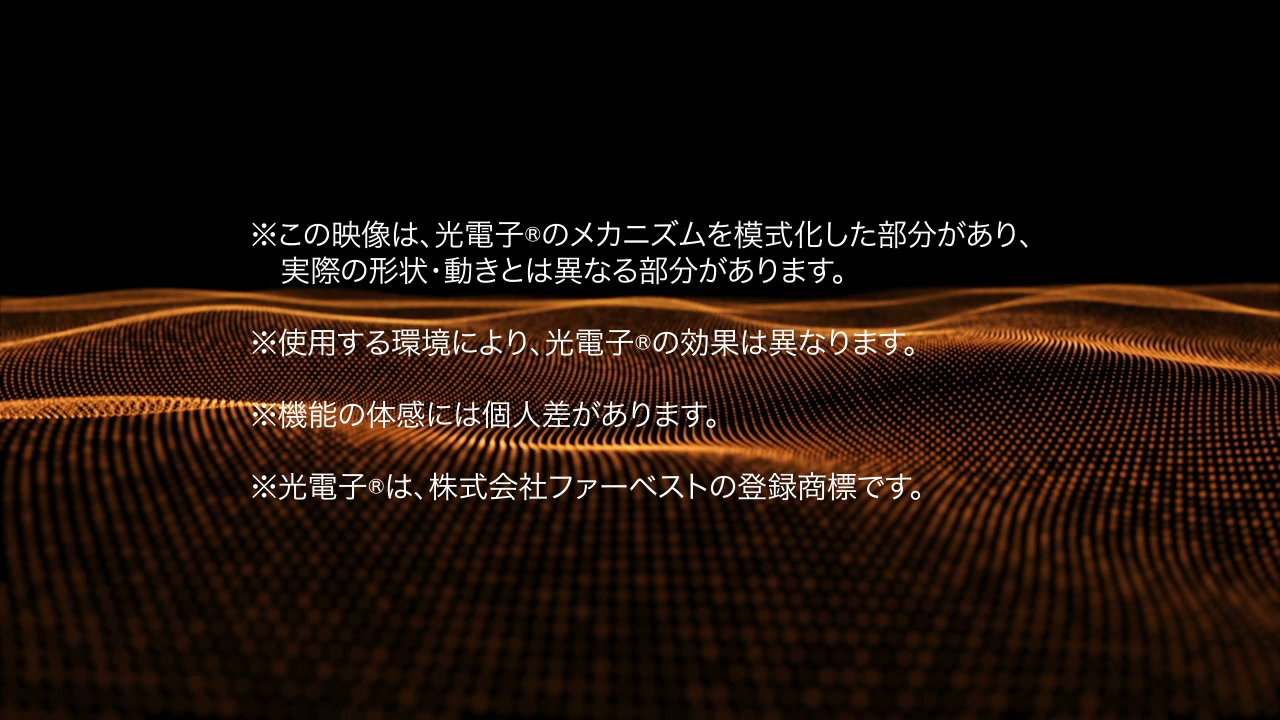 ※この映像は、光電子®のメカニズムを模式化した部分があり、
実際の形状・動きとは異なる部分があります。
※使用する環境により、光電子®の効果は異なります。
※機能の体感には個人差があります。
※光電子®は、株式会社ファーベストの登録商標です。